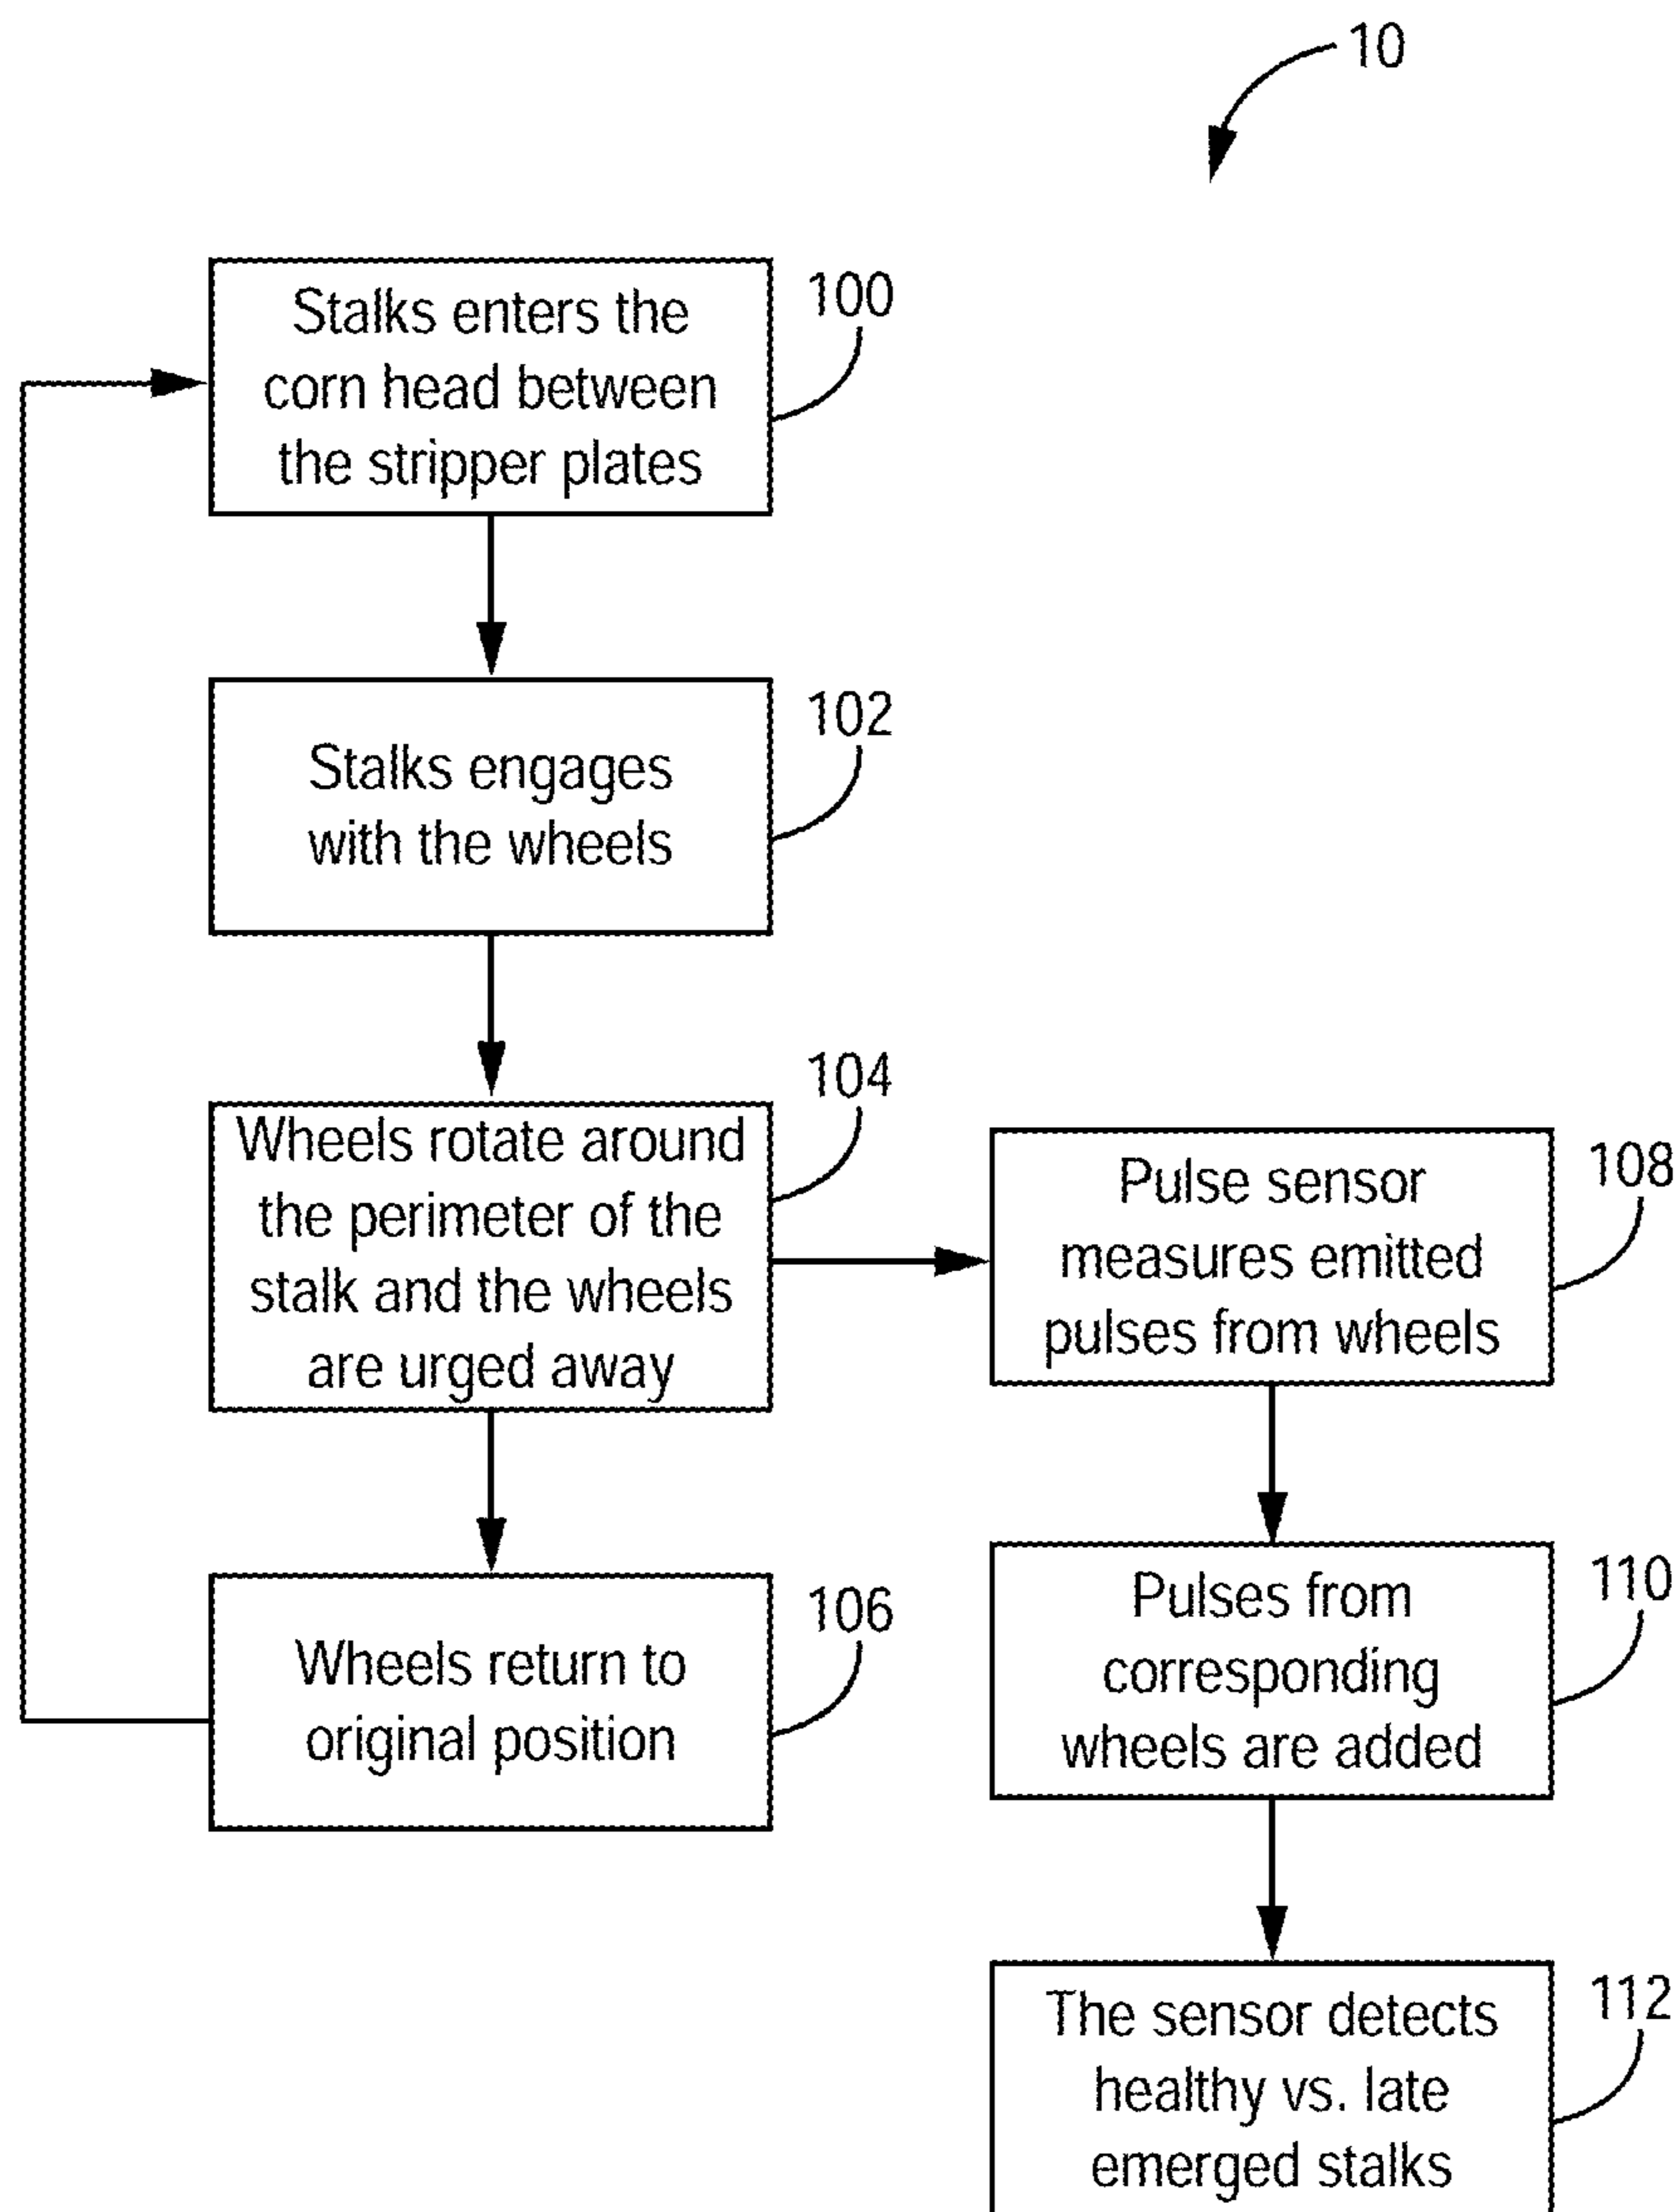 10
Stalks enters the
corn head between
the stripper plates
100
Stalks engages
with the wheels
102
Wheels rotate around
the perimeter of the
stalk and the wheels
are urged away
104
Wheels return to
original position
106
Pulse sensor
measures emitted
pulses from wheels
108
Pulses from
corresponding
wheels are added
110
The sensor detects
healthy vs. late
emerged stalks
112